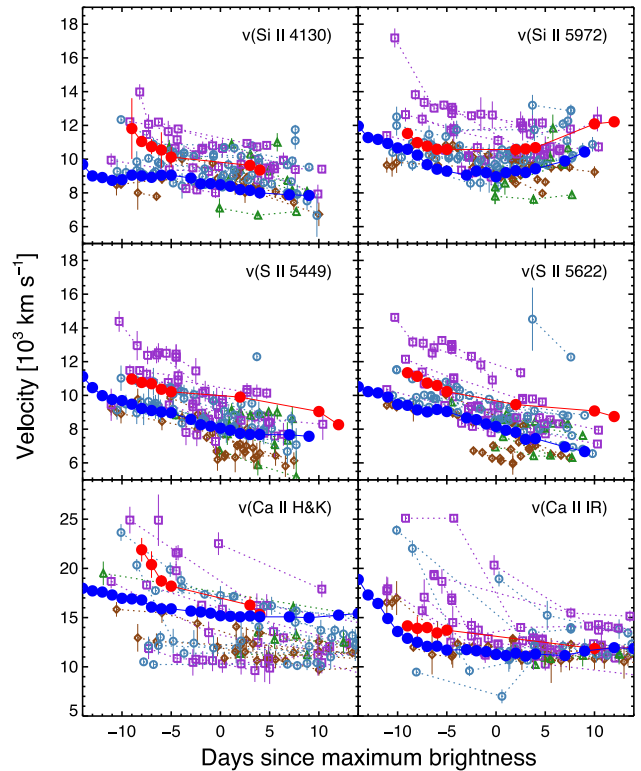 18
16
14
12
10
8
6
v(Si II 4130)
v(Si II 5972)
18
16
14
12
10
8
6
v(S II 5449)
v(S II 5622)
25
20
15
10
5
v(Ca II H&K)
v(Ca II IR)
Velocity [10³ km s⁻¹]
−10 −5 0 5 10 −10 −5 0 5 10
Days since maximum brightness